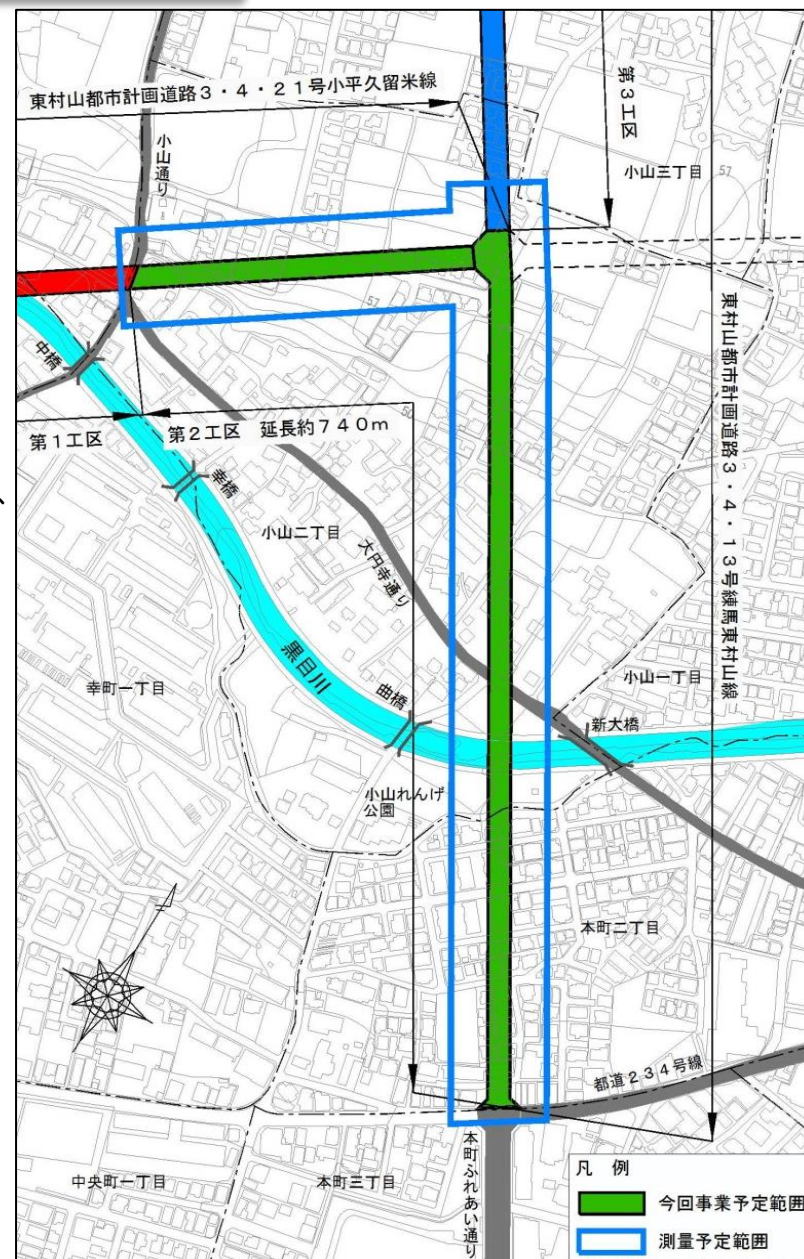 東村山都市計画道路3・4・21号小平久留米線
第3工区
小山通り
小山三丁目
57
57
東村山都市計画道路3・4・13号練馬東村山線
中橋
第1工区
第2工区 延長約740m
50
幸橋
小山二丁目
大円寺通り
黒目川
幸町一丁目
曲橋
小山一丁目
新大橋
小山れんげ
公園
本町二丁目
都道234号線
中央町一丁目
本町三丁目
本町ふれあい通り
凡 例
今回事業予定範囲
測量予定範囲